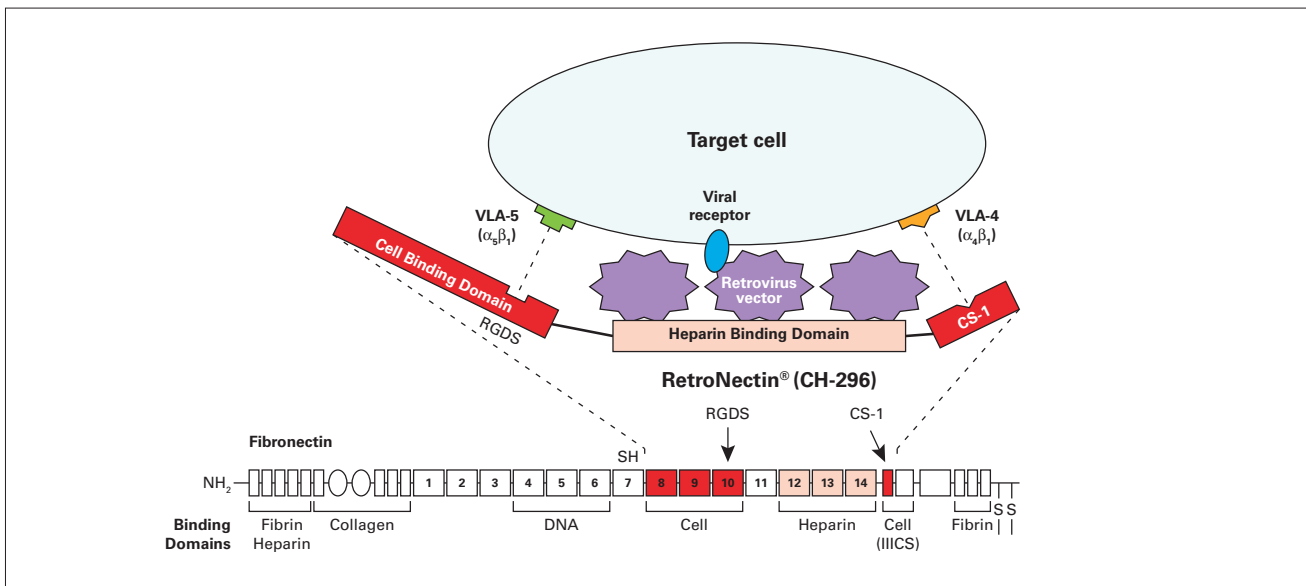 Target cell
Viral
receptor
VLA-5
(α5β1)
VLA-4
(α4β1)
Cell Binding Domain
RGDS
Retrovirus
vector
Heparin Binding Domain
CS-1
RetroNectin® (CH-296)
RGDS
CS-1
Fibronectin
SH
NH2
1 2 3 4 5 6 7 8 9 10 11 12 13 14
S S
Binding
Domains
Fibrin
Heparin
Collagen
DNA
Cell
Heparin
Cell
(IIICS)
Fibrin